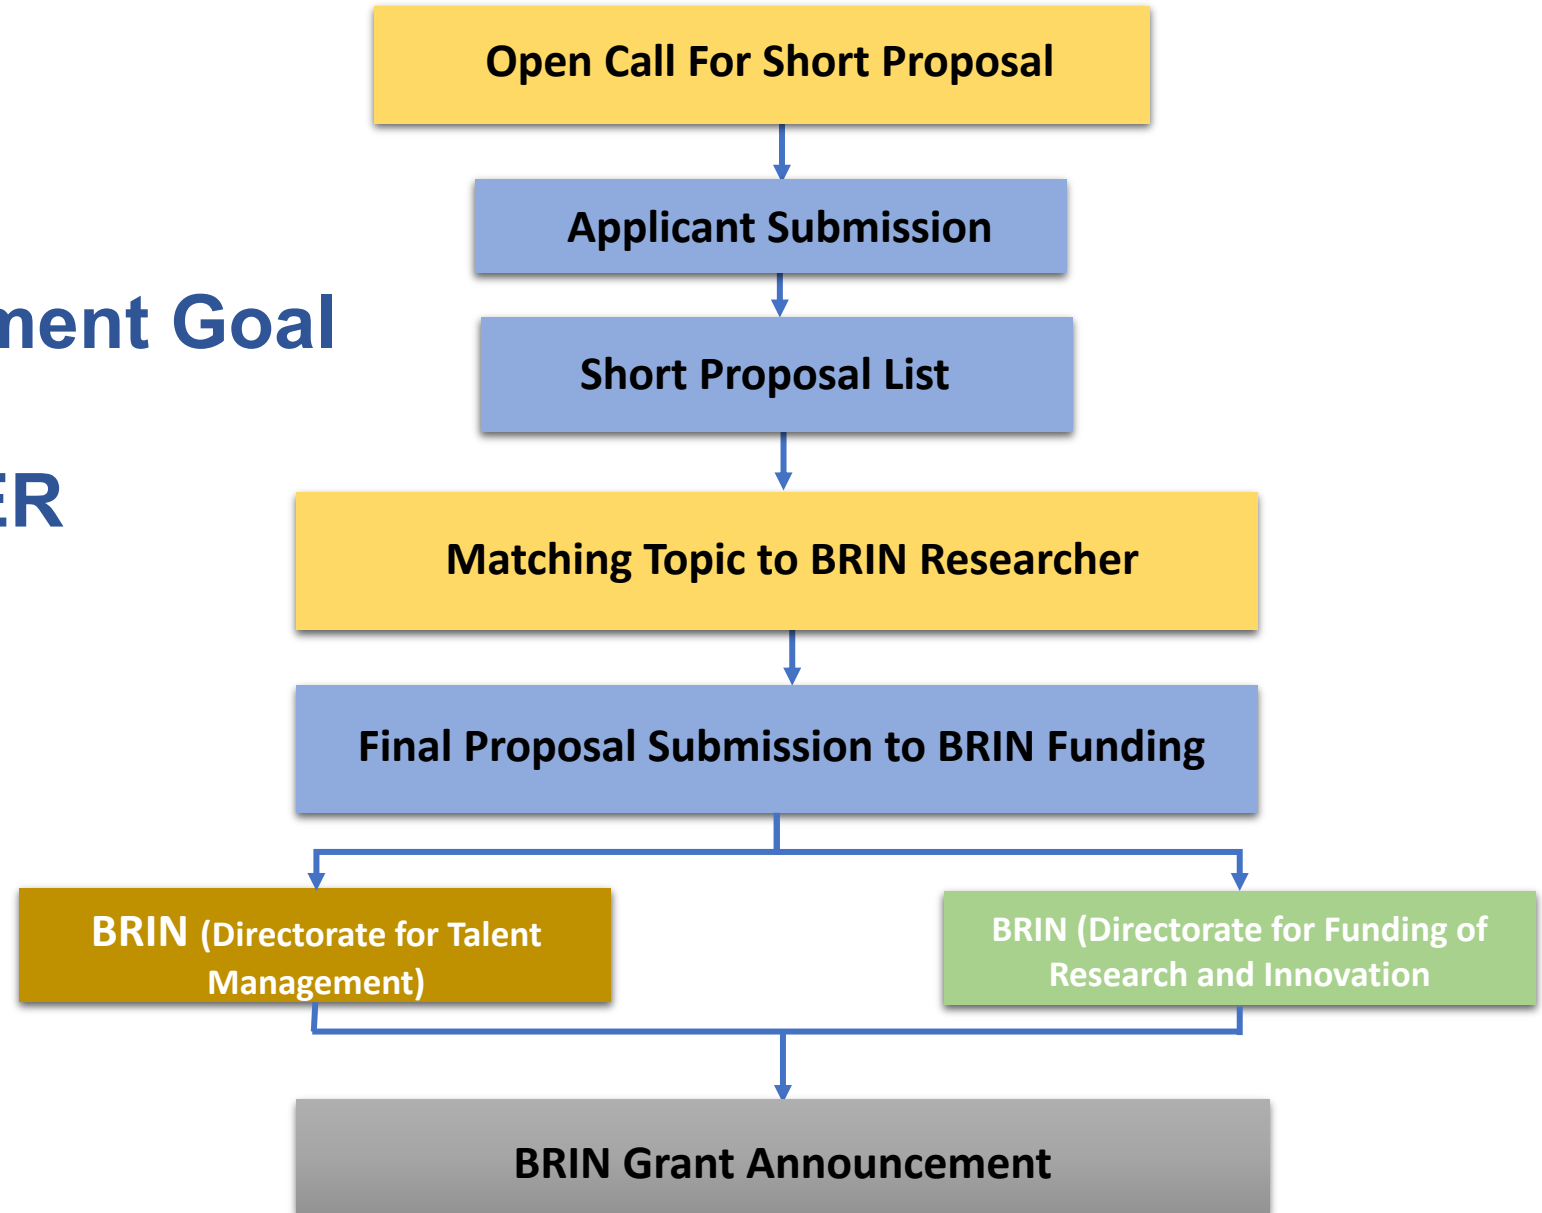 Open Call For Short Proposal
Applicant Submission
ment Goal
Short Proposal List
ER
Matching Topic to BRIN Researcher
Final Proposal Submission to BRIN Funding
BRIN (Directorate for Talent
Management)
BRIN (Directorate for Funding of
Research and Innovation
BRIN Grant Announcement